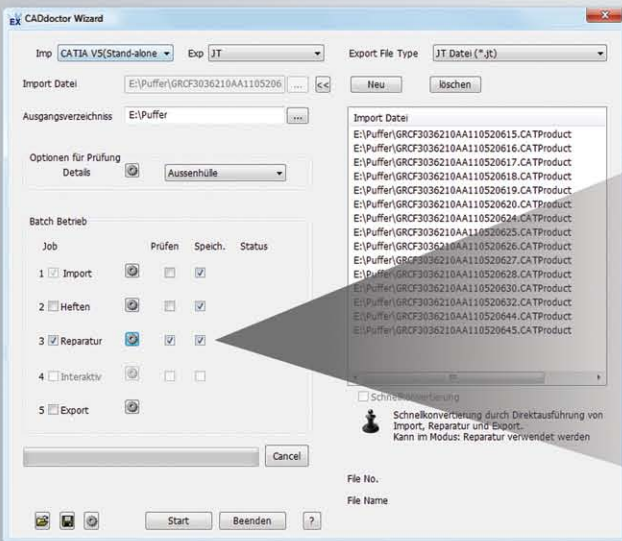 EX CADdoctor Wizard
Imp CATIA V5(Stand-alone Exp JT
Import Datei E:\Puffer\GRCF3036210AA1105206 ... <<
Ausgangsverzeichniss E:\Puffer ...
Optionen für Prüfung
Details Aussenhülle
Batch Betrieb
Job Prüfen Speich. Status
1 Import
2 Heften
3 Reparatur
4 Interaktiv
5 Export
Cancel
Start Beenden ?
Export File Type JT Datei (*.jt)
Neu löschen
Import Datei
E:\Puffer\GRCF3036210AA110520615.CATProduct
E:\Puffer\GRCF3036210AA110520616.CATProduct
E:\Puffer\GRCF3036210AA110520617.CATProduct
E:\Puffer\GRCF3036210AA110520618.CATProduct
E:\Puffer\GRCF3036210AA110520619.CATProduct
E:\Puffer\GRCF3036210AA110520620.CATProduct
E:\Puffer\GRCF3036210AA110520624.CATProduct
E:\Puffer\GRCF3036210AA110520625.CATProduct
E:\Puffer\GRCF3036210AA110520626.CATProduct
E:\Puffer\GRCF3036210AA110520627.CATProduct
E:\Puffer\GRCF3036210AA110520628.CATProduct
E:\Puffer\GRCF3036210AA110520630.CATProduct
E:\Puffer\GRCF3036210AA110520632.CATProduct
E:\Puffer\GRCF3036210AA110520644.CATProduct
E:\Puffer\GRCF3036210AA110520645.CATProduct
Schnellkonvertierung
Schnellkonvertierung durch Direktausführung von
Import, Reparatur und Export.
Kann im Modus: Reparatur verwendet werden
File No.
File Name